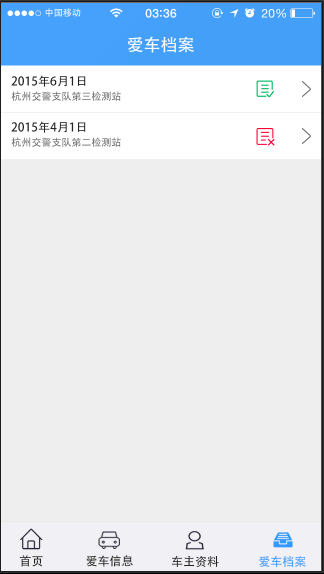 中国移动 03:36 20%
爱车档案
2015年6月1日
杭州交警支队第三检测站
2015年4月1日
杭州交警支队第二检测站
首页 爱车信息 车主资料 爱车档案